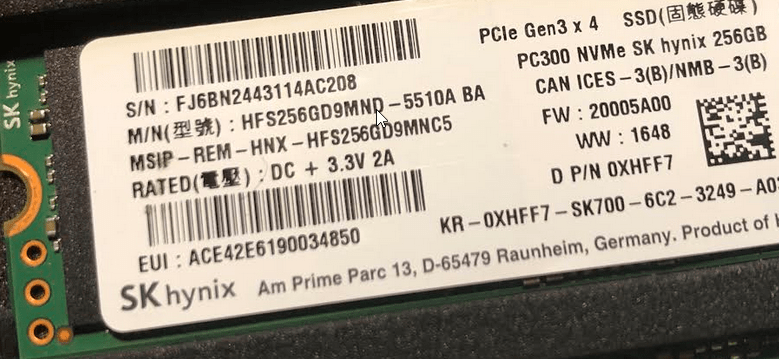 SK hynix
S/N : FJ6BN2443114AC208
M/N(型號) : HFS256GD9MND-5510A BA
MSIP-REM-HNX-HFS256GD9MNC5
RATED(電壓) : DC + 3.3V 2A
EUI : ACE42E6190034850
PCIe Gen3 x 4 SSD(固態硬碟)
PC300 NVMe SK hynix 256GB
CAN ICES-3(B)/NMB-3(B)
FW : 20005A00
WW : 1648
D P/N 0XHFF7
KR-0XHFF7-SK700-6C2-3249-A0
SK hynix Am Prime Parc 13, D-65479 Raunheim, Germany. Product of